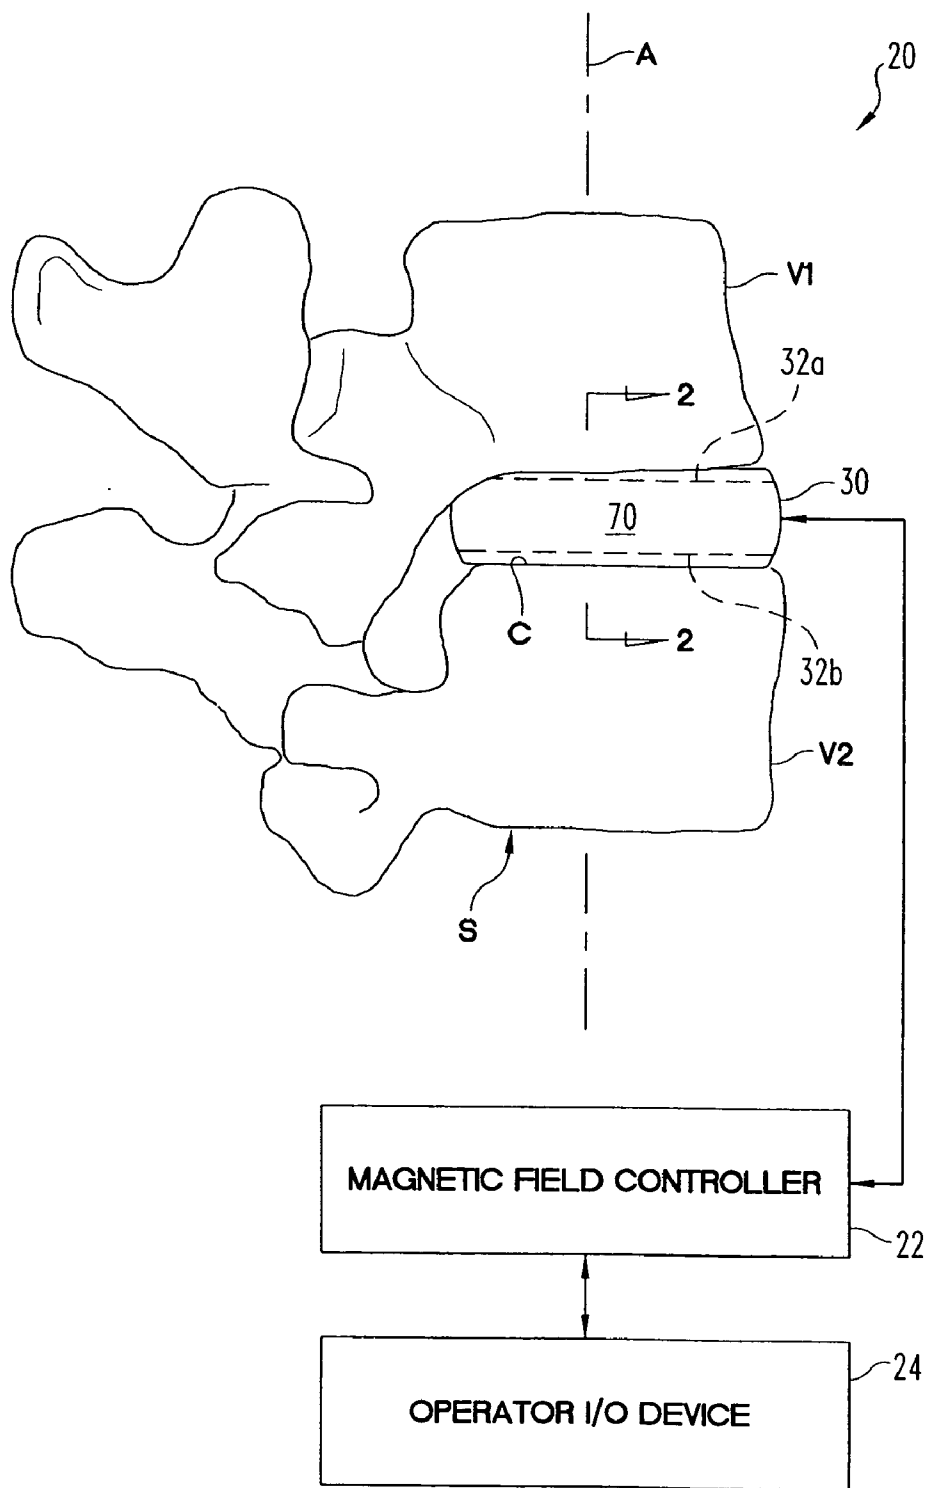 A
20
V1
32a
2
30
70
C
2
32b
V2
S
MAGNETIC FIELD CONTROLLER
22
24
OPERATOR I/O DEVICE